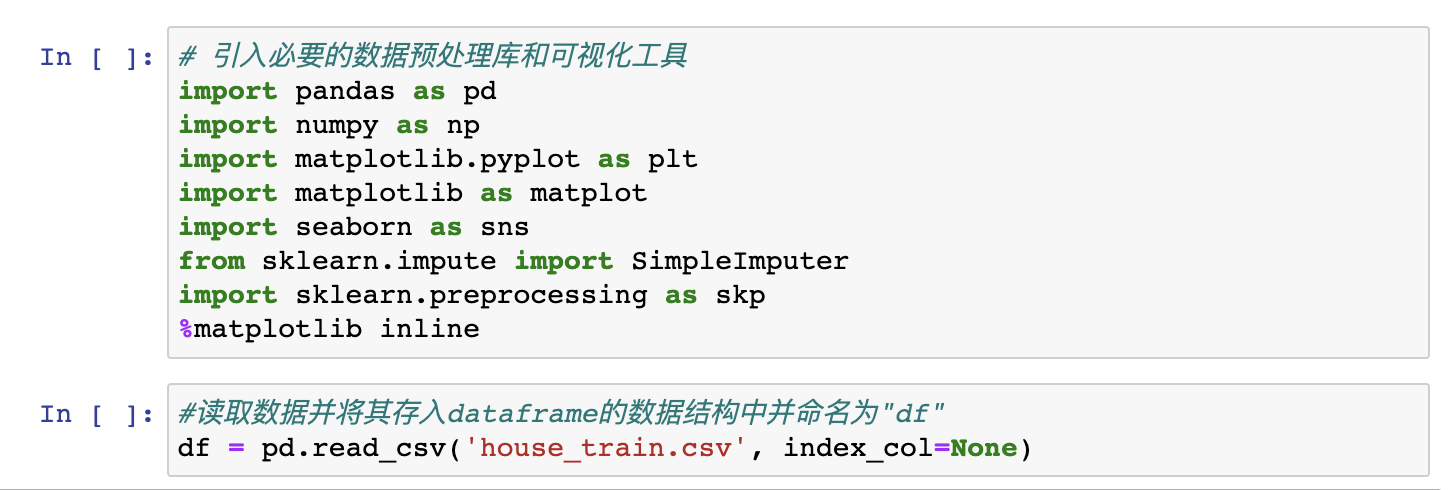 In [ ]: # 引入必要的数据预处理库和可视化工具
import pandas as pd
import numpy as np
import matplotlib.pyplot as plt
import matplotlib as matplot
import seaborn as sns
from sklearn.impute import SimpleImputer
import sklearn.preprocessing as skp
%matplotlib inline
In [ ]: #读取数据并将其存入dataframe的数据结构中并命名为"df"
df = pd.read_csv('house_train.csv', index_col=None)